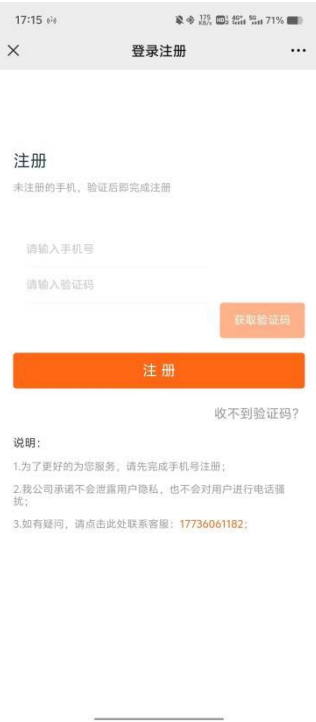 17:15
175 KB/s HD 4G+ 5G 71%
登录注册
注册
未注册的手机，验证后即完成注册
请输入手机号
请输入验证码
获取验证码
注 册
收不到验证码?
说明：
1.为了更好的为您服务，请先完成手机号注册；
2.我公司承诺不会泄露用户隐私，也不会对用户进行电话骚
扰；
3.如有疑问，请点击此处联系客服：17736061182；